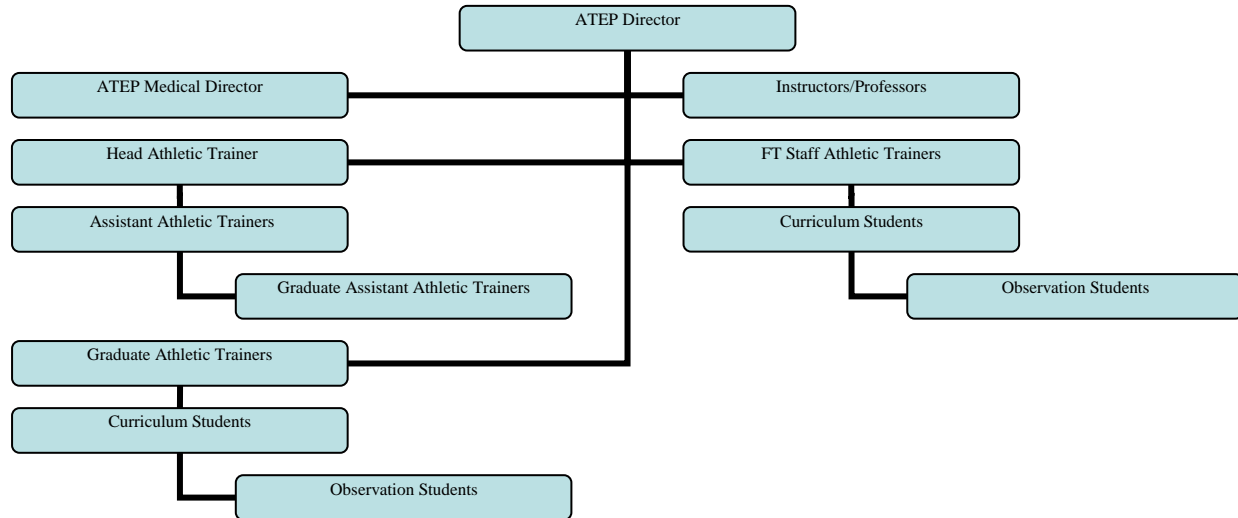 ATEP Director
ATEP Medical Director
Instructors/Professors
Head Athletic Trainer
FT Staff Athletic Trainers
Assistant Athletic Trainers
Curriculum Students
Graduate Assistant Athletic Trainers
Observation Students
Graduate Athletic Trainers
Curriculum Students
Observation Students